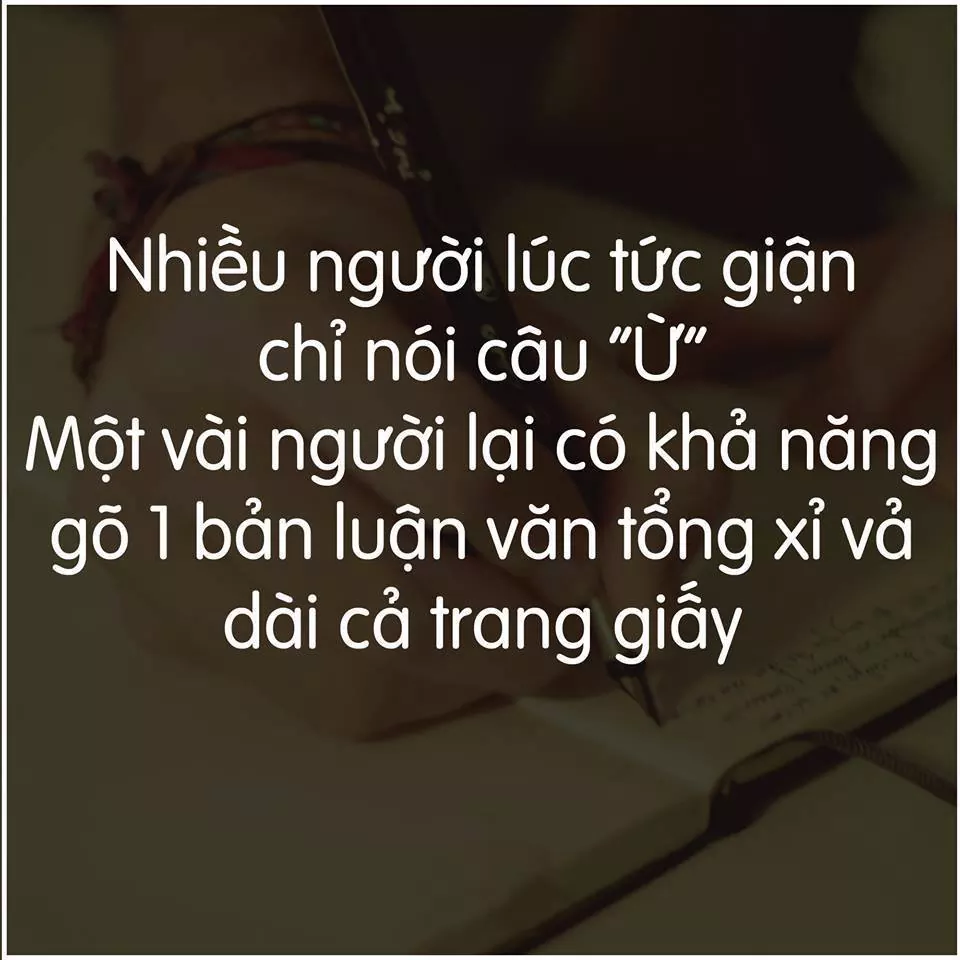 Nhiều người lúc tức giận
chỉ nói câu “Ừ”
Một vài người lại có khả năng
gõ 1 bản luận văn tổng xỉ vả
dài cả trang giấy